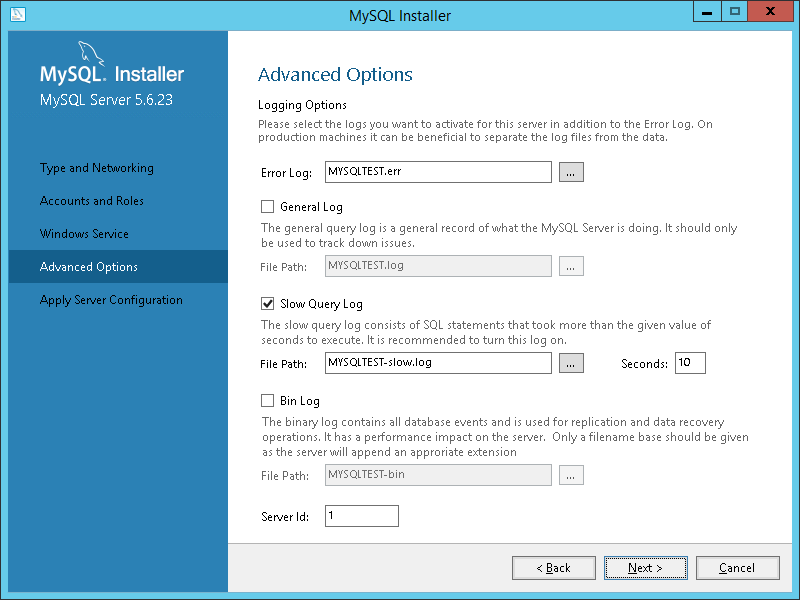 MySQL Installer
MySQL. Installer
MySQL Server 5.6.23
Type and Networking
Accounts and Roles
Windows Service
Advanced Options
Apply Server Configuration
Advanced Options
Logging Options
Please select the logs you want to activate for this server in addition to the Error Log. On
production machines it can be beneficial to separate the log files from the data.
Error Log: MYSQLTEST.err ...
General Log
The general query log is a general record of what the MySQL Server is doing. It should only
be used to track down issues.
File Path: MYSQLTEST.log ...
Slow Query Log
The slow query log consists of SQL statements that took more than the given value of
seconds to execute. It is recommended to turn this log on.
File Path: MYSQLTEST-slow.log ... Seconds: 10
Bin Log
The binary log contains all database events and is used for replication and data recovery
operations. It has a performance impact on the server.  Only a filename base should be given
as the server will append an approriate extension
File Path: MYSQLTEST-bin ...
Server Id: 1
< Back Next > Cancel